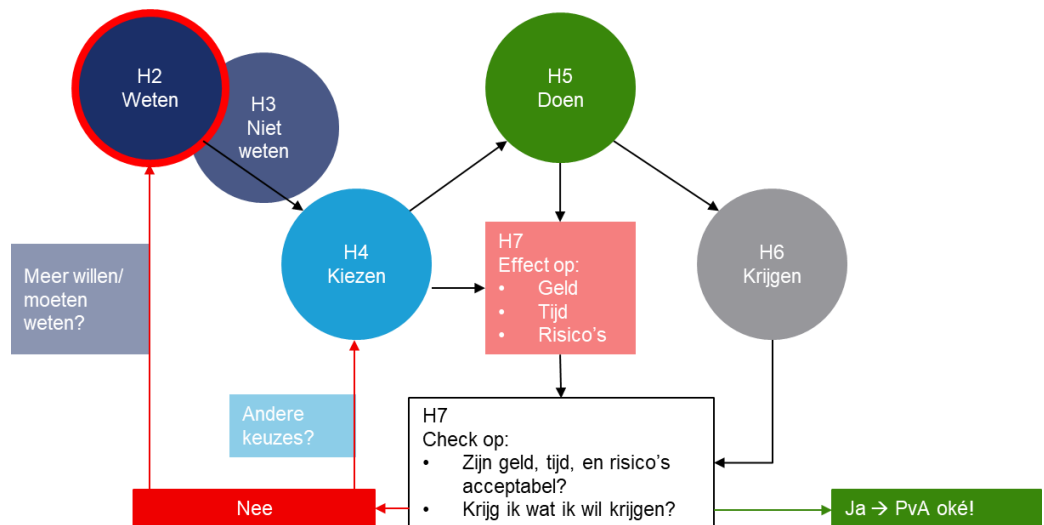 H2
Weten
H3
Niet
weten
H5
Doen
H4
Kiezen
H7
Effect op:
• Geld
• Tijd
• Risico’s
H6
Krijgen
Meer willen/
moeten
weten?
Andere
keuzes?
H7
Check op:
• Zijn geld, tijd, en risico’s
acceptabel?
• Krijg ik wat ik wil krijgen?
Nee
Ja → PvA oké!